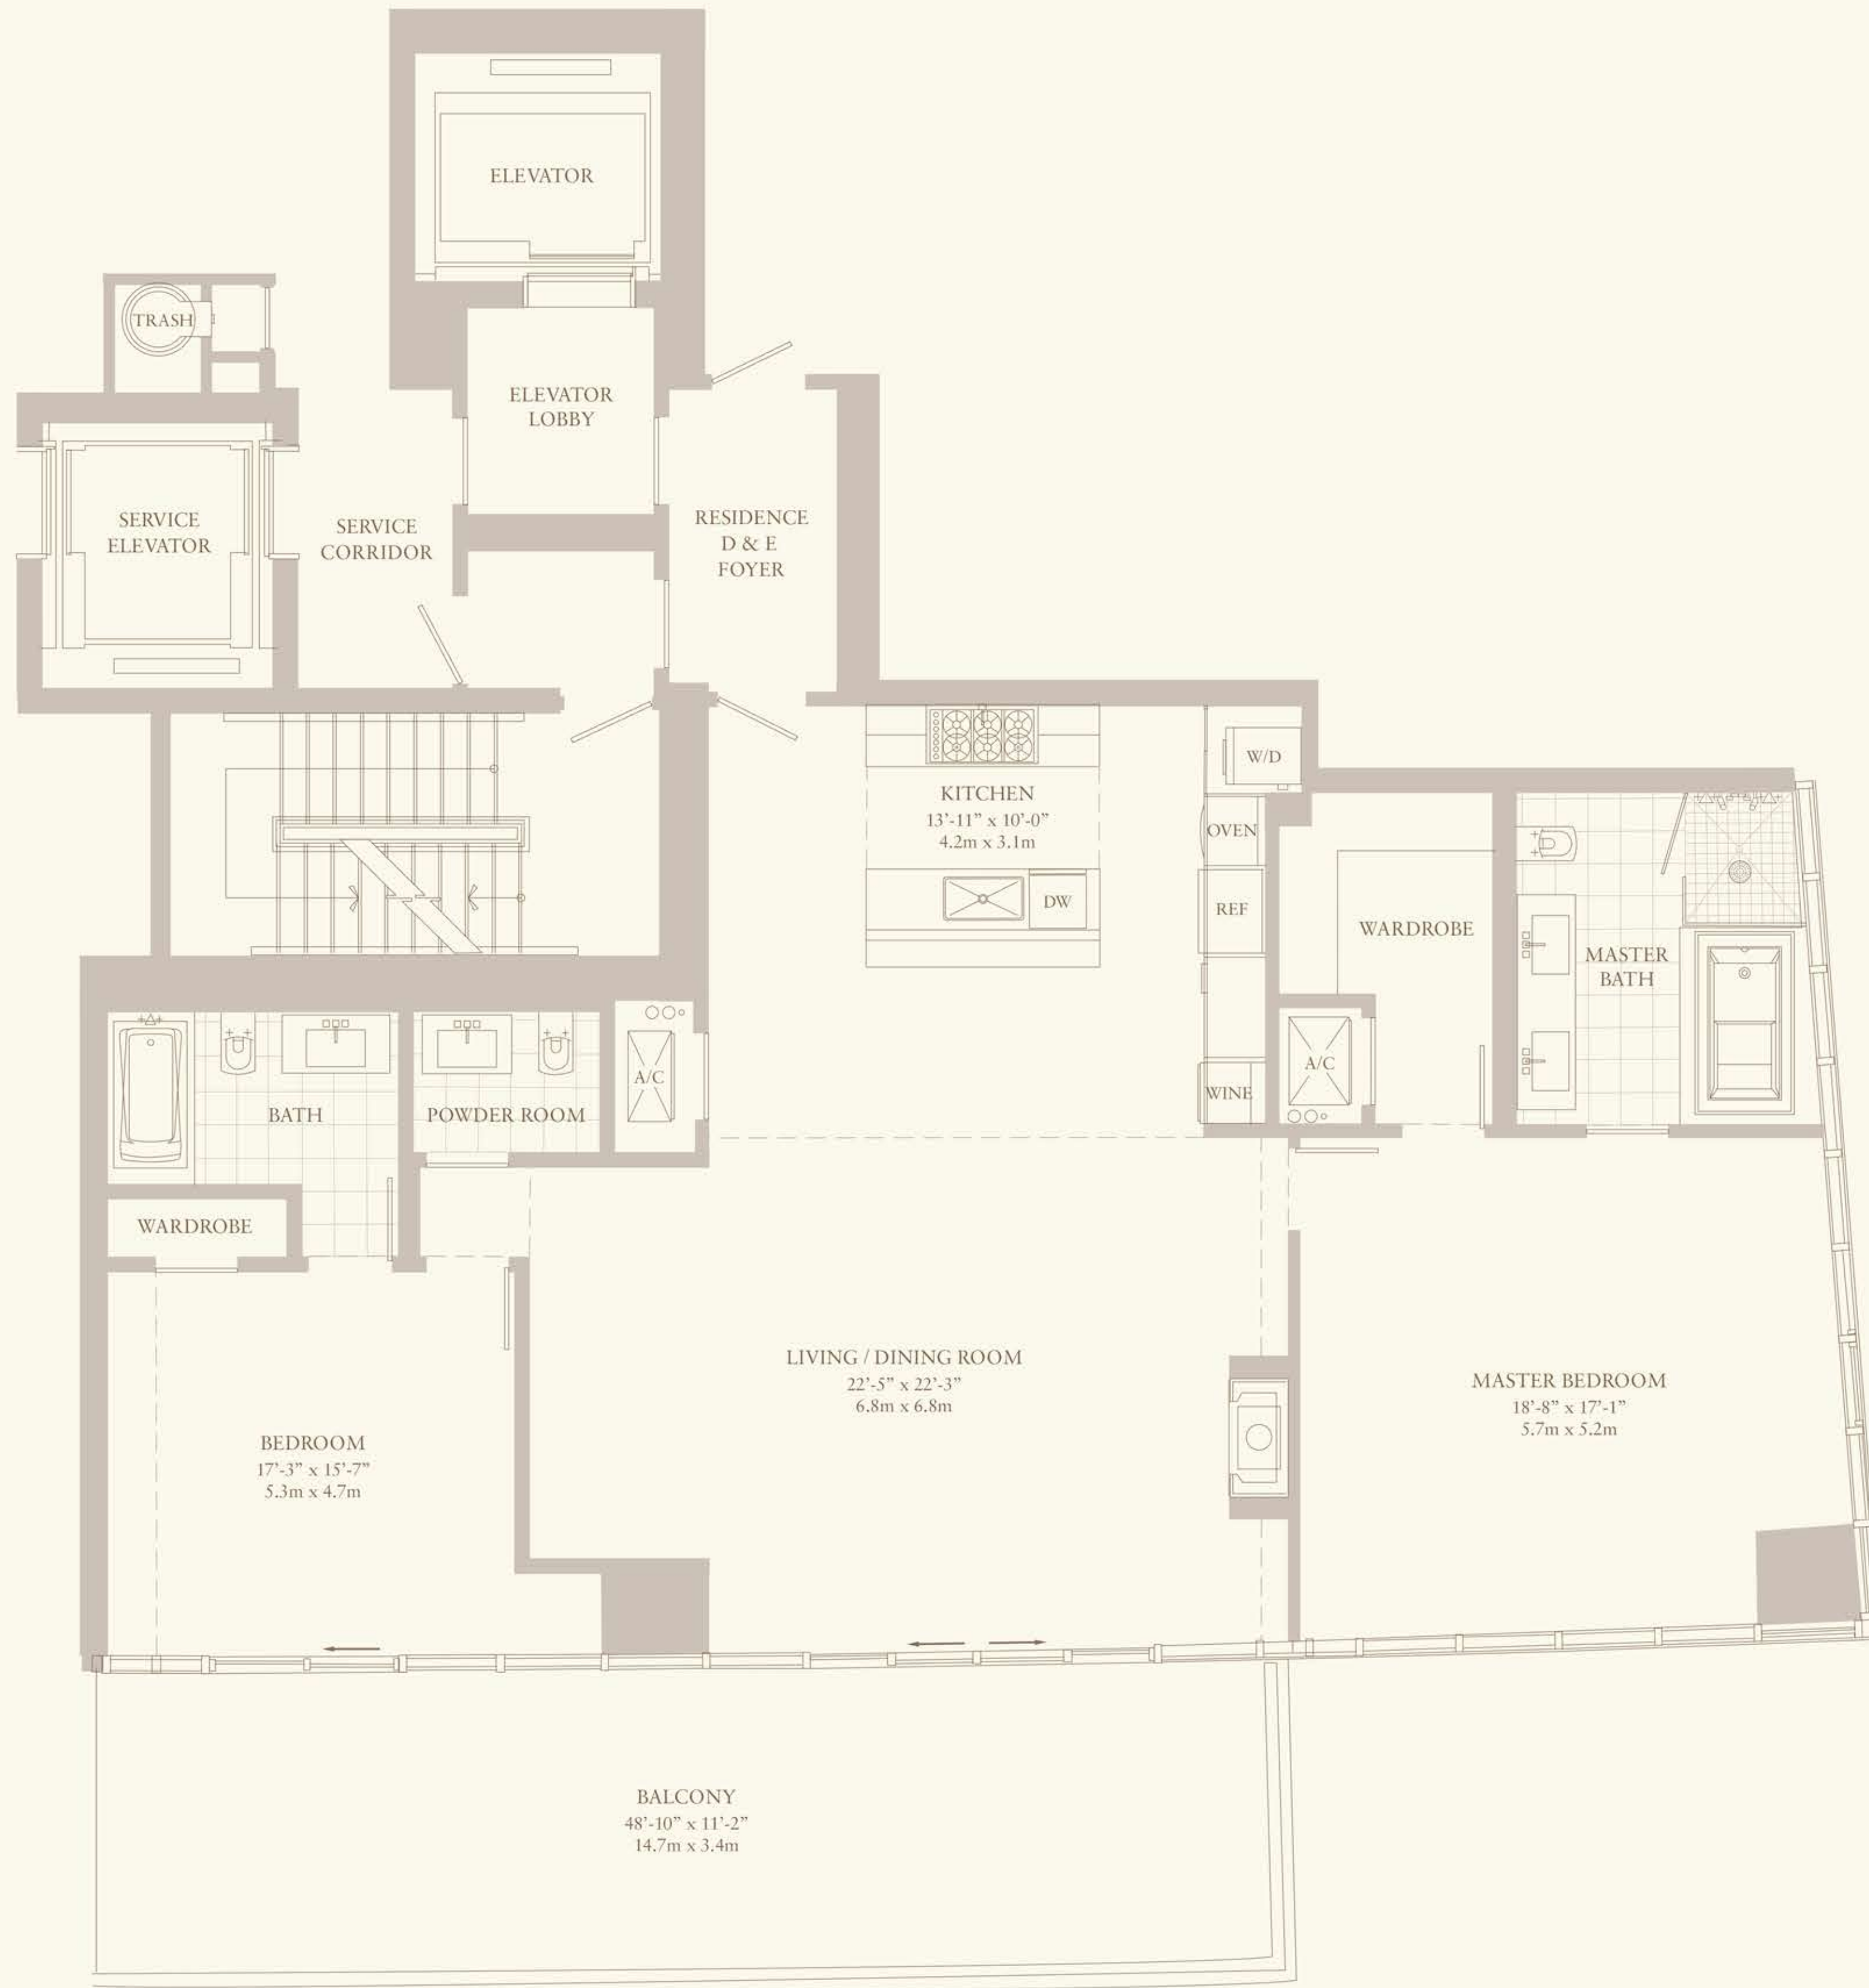 ELEVATOR
TRASH
ELEVATOR
LOBBY
SERVICE
ELEVATOR
SERVICE
CORRIDOR
RESIDENCE
D & E
FOYER
W/D
KITCHEN
13'-11” x 10'-0”
4.2m x 3.1m
OVEN
DW
REF
WARDROBE
MASTER
BATH
A/C
A/C
WINE
BATH
POWDER ROOM
WARDROBE
LIVING / DINING ROOM
22'-5” x 22'-3”
6.8m x 6.8m
MASTER BEDROOM
18'-8” x 17'-1”
5.7m x 5.2m
BEDROOM
17'-3” x 15'-7”
5.3m x 4.7m
BALCONY
48'-10” x 11'-2”
14.7m x 3.4m